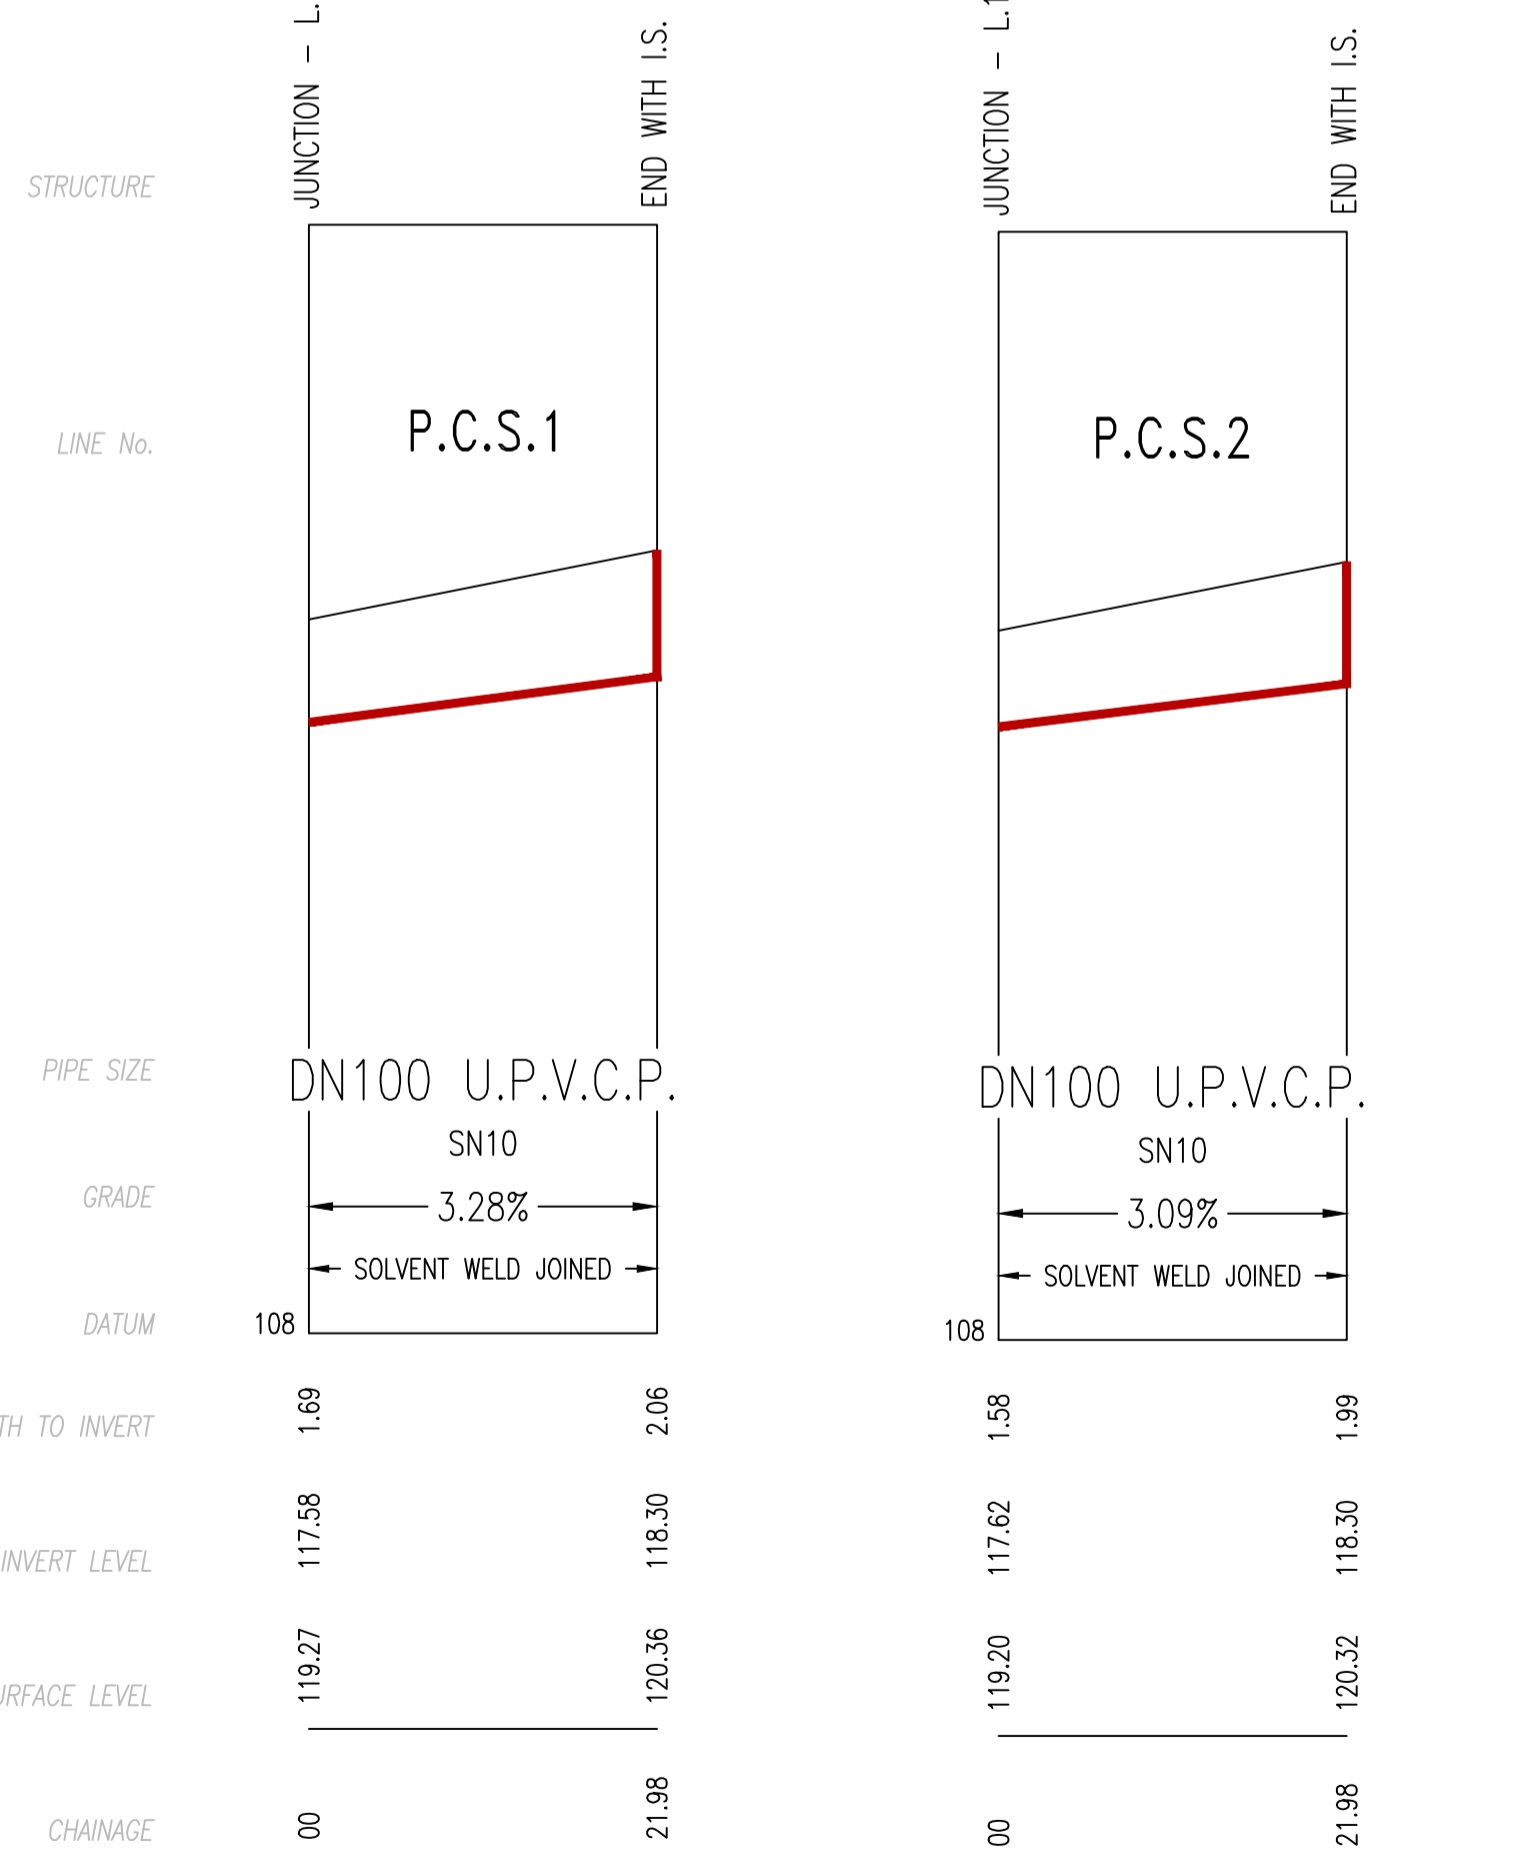 JUNCTION - L.
END WITH I.S.
JUNCTION - L.1
END WITH I.S.
STRUCTURE
LINE No.
P.C.S.1
P.C.S.2
PIPE SIZE
DN100 U.P.V.C.P.
DN100 U.P.V.C.P.
SN10
SN10
GRADE
3.28%
3.09%
SOLVENT WELD JOINED
SOLVENT WELD JOINED
DATUM
108
108
TH TO INVERT
1.69
2.06
1.58
1.99
INVERT LEVEL
117.58
118.30
117.62
118.30
URFACE LEVEL
119.27
120.36
119.20
120.32
CHAINAGE
00
21.98
00
21.98